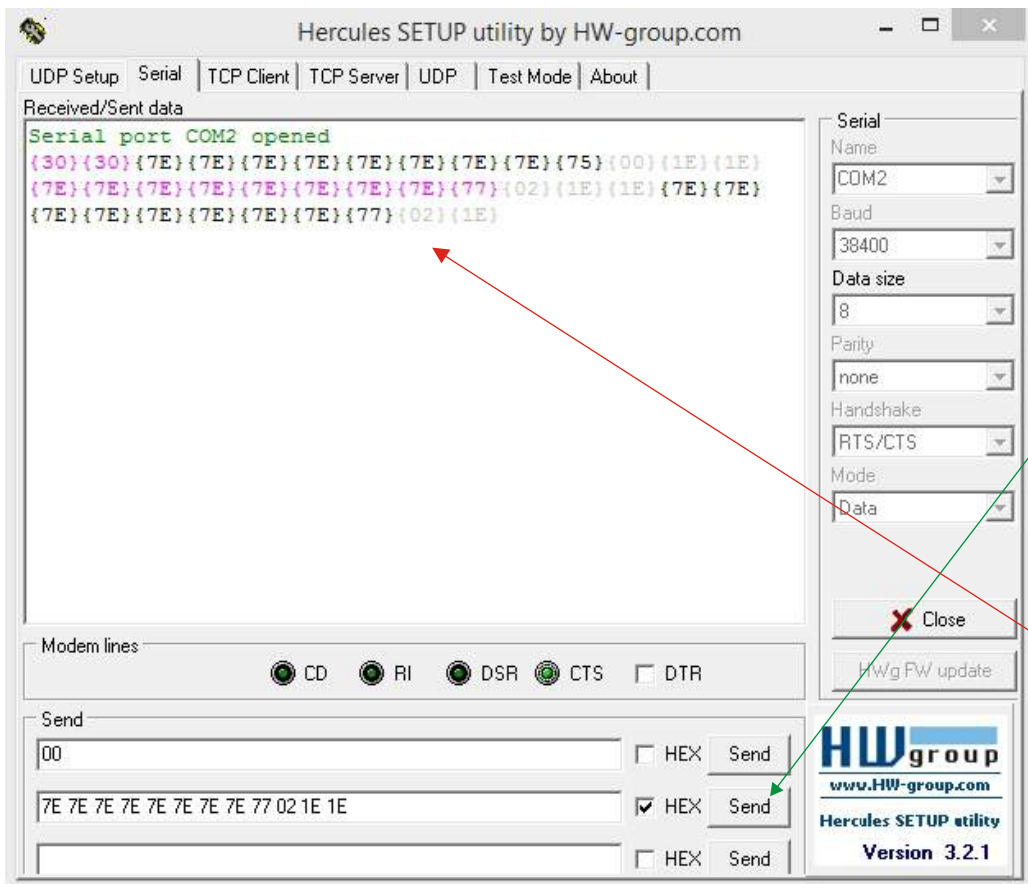 Hercules SETUP utility by HW-group.com
UDP Setup Serial TCP Client TCP Server UDP Test Mode About
Received/Sent data
Serial port COM2 opened
{30}{30}{7E}{7E}{7E}{7E}{7E}{7E}{7E}{7E}{75}{00}{1E}{1E}
{7E}{7E}{7E}{7E}{7E}{7E}{7E}{7E}{77}{02}{1E}{1E}{7E}{7E}
{7E}{7E}{7E}{7E}{7E}{7E}{77}{02}{1E}
Serial
Name
COM2
Baud
38400
Data size
8
Parity
none
Handshake
RTS/CTS
Mode
Data
Close
HWg FW update
Modem lines
CD RI DSR CTS DTR
Send
00 HEX Send
7E 7E 7E 7E 7E 7E 7E 7E 77 02 1E 1E HEX Send
HEX Send
HWgroup
www.HW-group.com
Hercules SETUP utility
Version 3.2.1